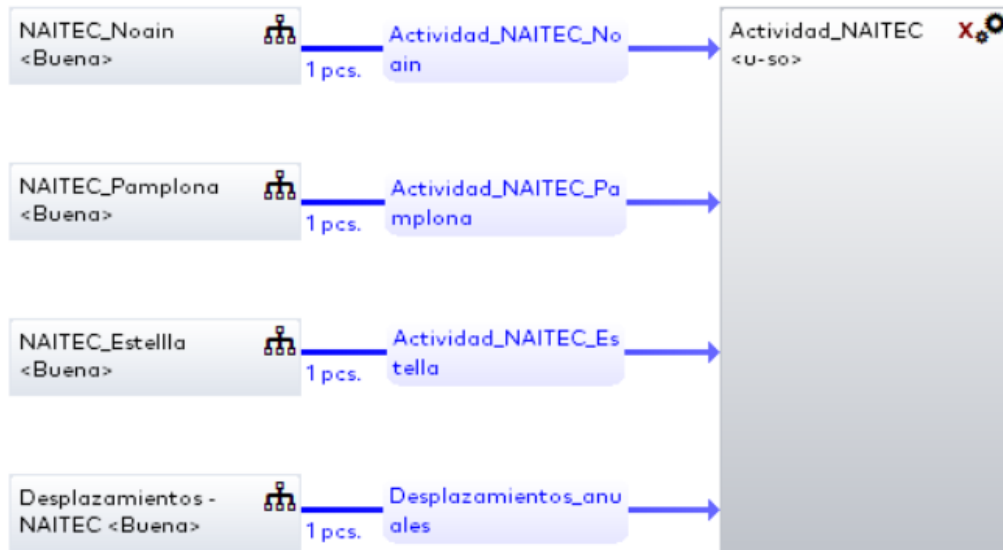 NAITEC_Noain
<Buena>
1 pcs.
Actividad_NAITEC_No
ain
Actividad_NAITEC
<u-so>
X
NAITEC_Pamplona
<Buena>
1 pcs.
Actividad_NAITEC_Pa
mplona
NAITEC_Estellla
<Buena>
1 pcs.
Actividad_NAITEC_Es
tella
Desplazamientos -
NAITEC <Buena>
1 pcs.
Desplazamientos_anu
ales